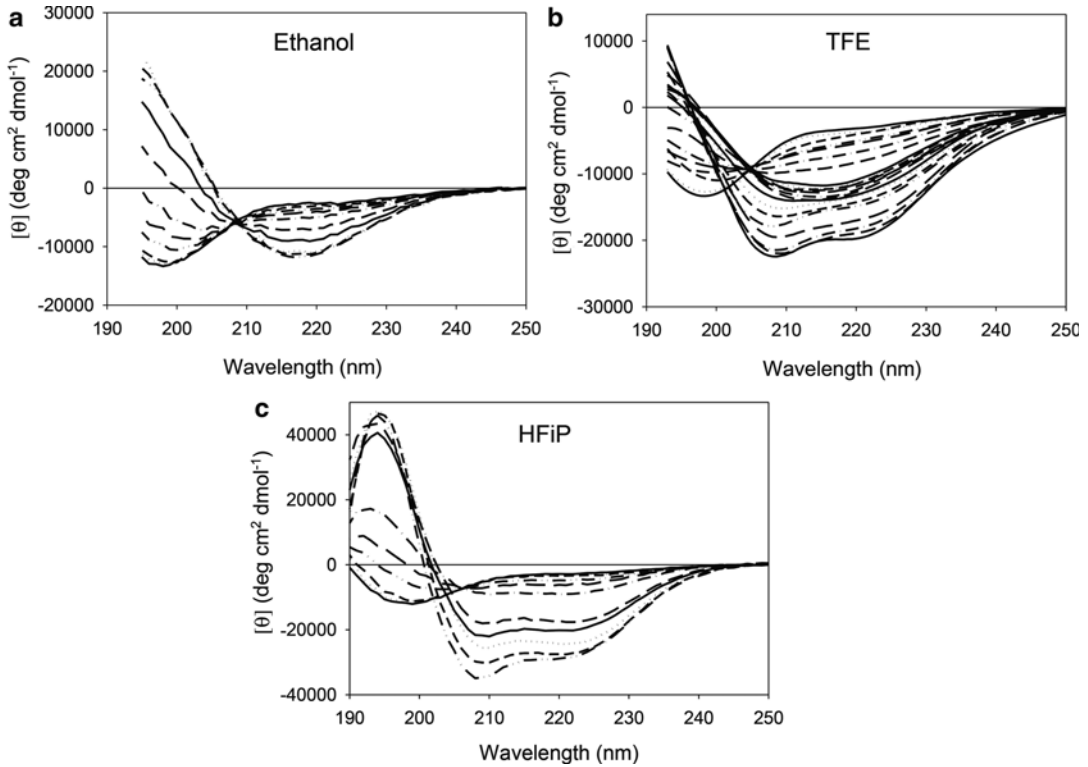 a
Ethanol
30000
20000
10000
0
-10000
-20000
[θ] (deg cm² dmol⁻¹)
190 200 210 220 230 240 250
Wavelength (nm)
b
TFE
10000
0
-10000
-20000
-30000
[θ] (deg cm² dmol⁻¹)
190 200 210 220 230 240 250
Wavelength (nm)
c
HFiP
40000
20000
0
-20000
-40000
[θ] (deg cm² dmol⁻¹)
190 200 210 220 230 240 250
Wavelength (nm)